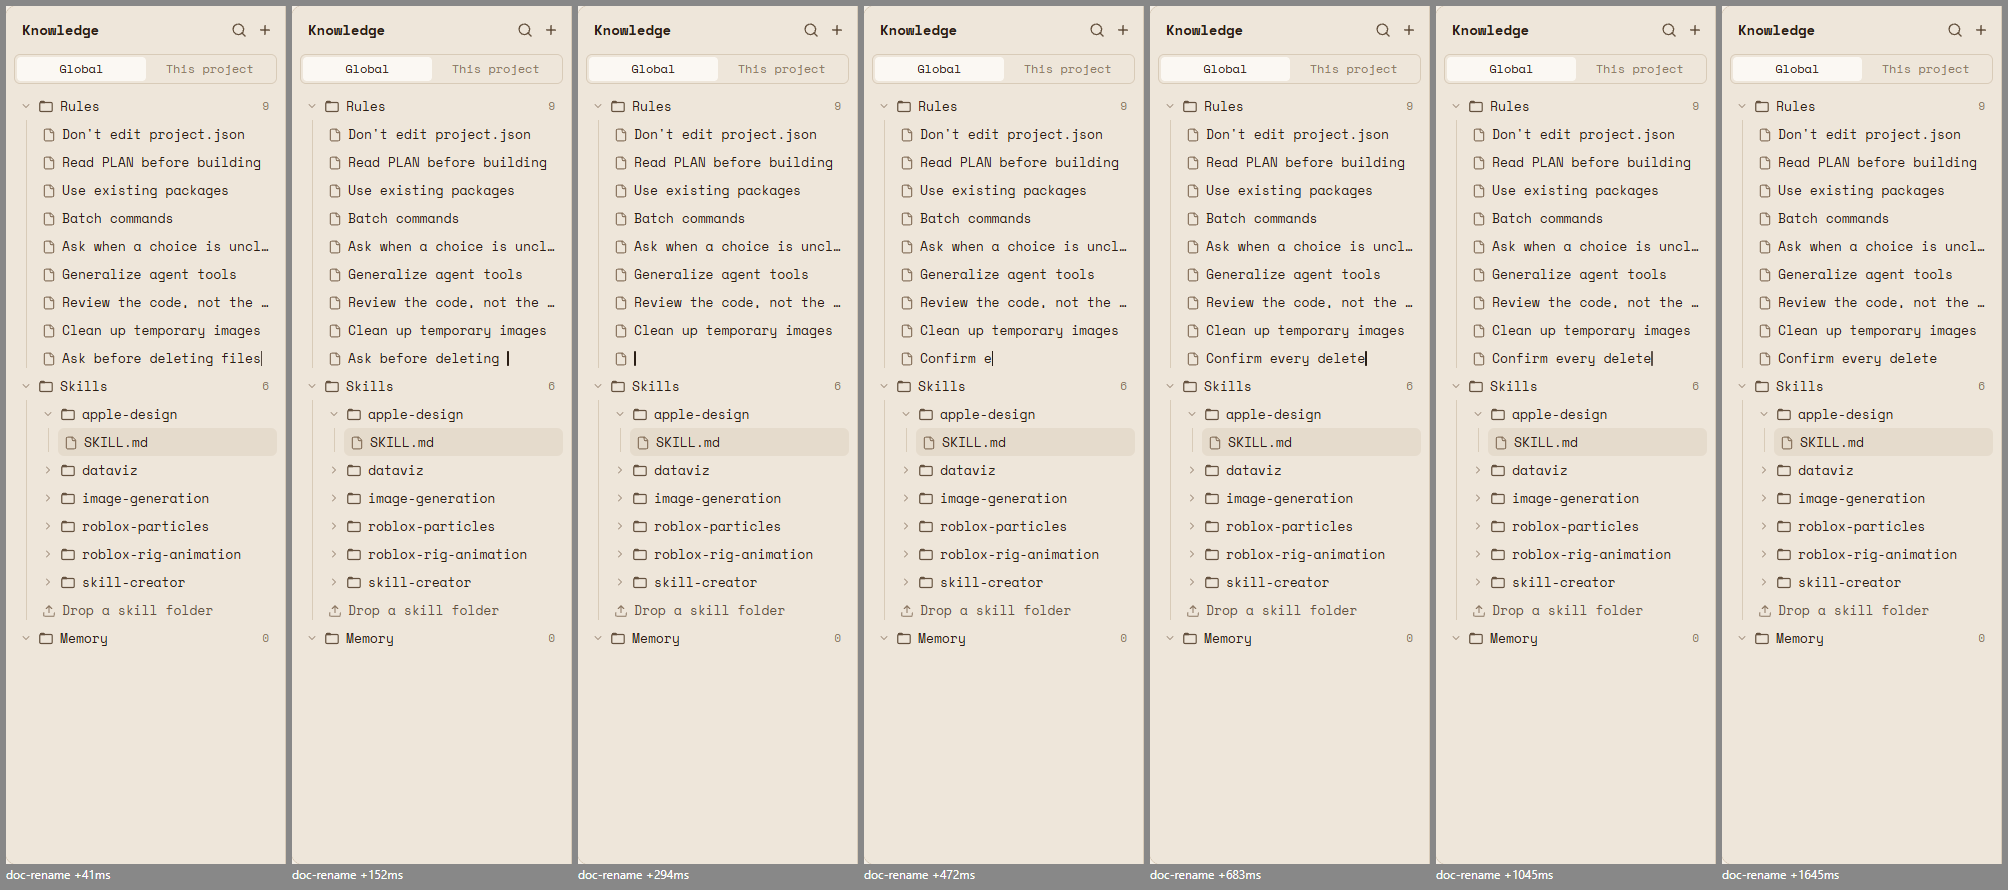 Knowledge
Global This project
Rules 9
Don't edit project.json
Read PLAN before building
Use existing packages
Batch commands
Ask when a choice is uncl…
Generalize agent tools
Review the code, not the …
Clean up temporary images
Ask before deleting files
Skills 6
apple-design
SKILL.md
dataviz
image-generation
roblox-particles
roblox-rig-animation
skill-creator
Drop a skill folder
Memory 0
doc-rename +41ms
Knowledge
Global This project
Rules 9
Don't edit project.json
Read PLAN before building
Use existing packages
Batch commands
Ask when a choice is uncl…
Generalize agent tools
Review the code, not the …
Clean up temporary images
Ask before deleting
Skills 6
apple-design
SKILL.md
dataviz
image-generation
roblox-particles
roblox-rig-animation
skill-creator
Drop a skill folder
Memory 0
doc-rename +152ms
Knowledge
Global This project
Rules 9
Don't edit project.json
Read PLAN before building
Use existing packages
Batch commands
Ask when a choice is uncl…
Generalize agent tools
Review the code, not the …
Clean up temporary images
Skills 6
apple-design
SKILL.md
dataviz
image-generation
roblox-particles
roblox-rig-animation
skill-creator
Drop a skill folder
Memory 0
doc-rename +294ms
Knowledge
Global This project
Rules 9
Don't edit project.json
Read PLAN before building
Use existing packages
Batch commands
Ask when a choice is uncl…
Generalize agent tools
Review the code, not the …
Clean up temporary images
Confirm e
Skills 6
apple-design
SKILL.md
dataviz
image-generation
roblox-particles
roblox-rig-animation
skill-creator
Drop a skill folder
Memory 0
doc-rename +472ms
Knowledge
Global This project
Rules 9
Don't edit project.json
Read PLAN before building
Use existing packages
Batch commands
Ask when a choice is uncl…
Generalize agent tools
Review the code, not the …
Clean up temporary images
Confirm every delete
Skills 6
apple-design
SKILL.md
dataviz
image-generation
roblox-particles
roblox-rig-animation
skill-creator
Drop a skill folder
Memory 0
doc-rename +683ms
Knowledge
Global This project
Rules 9
Don't edit project.json
Read PLAN before building
Use existing packages
Batch commands
Ask when a choice is uncl…
Generalize agent tools
Review the code, not the …
Clean up temporary images
Confirm every delete
Skills 6
apple-design
SKILL.md
dataviz
image-generation
roblox-particles
roblox-rig-animation
skill-creator
Drop a skill folder
Memory 0
doc-rename +1045ms
Knowledge
Global This project
Rules 9
Don't edit project.json
Read PLAN before building
Use existing packages
Batch commands
Ask when a choice is uncl…
Generalize agent tools
Review the code, not the …
Clean up temporary images
Confirm every delete
Skills 6
apple-design
SKILL.md
dataviz
image-generation
roblox-particles
roblox-rig-animation
skill-creator
Drop a skill folder
Memory 0
doc-rename +1645ms